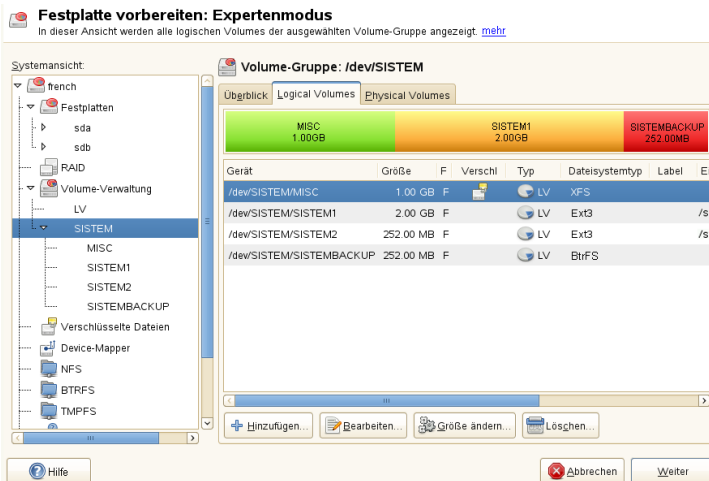 Festplatte vorbereiten: Expertenmodus
In dieser Ansicht werden alle logischen Volumes der ausgewählten Volume-Gruppe angezeigt. mehr
Systemansicht:
french
Festplatten
sda
sdb
RAID
Volume-Verwaltung
LV
SISTEM
MISC
SISTEM1
SISTEM2
SISTEMBACKUP
Verschlüsselte Dateien
Device-Mapper
NFS
BTRFS
TMPFS
Volume-Gruppe: /dev/SISTEM
Überblick Logical Volumes Physical Volumes
MISC SISTEM1 SISTEMBACKUP
1.00GB 2.00GB 252.00MB
Gerät Größe F Verschl Typ Dateisystemtyp Label
/dev/SISTEM/MISC 1.00 GB F LV XFS
/dev/SISTEM/SISTEM1 2.00 GB F LV Ext3 /s
/dev/SISTEM/SISTEM2 252.00 MB F LV Ext3 /s
/dev/SISTEM/SISTEMBACKUP 252.00 MB F LV BtrFS
Hinzufügen... Bearbeiten... Größe ändern... Löschen...
Hilfe Abbrechen Weiter